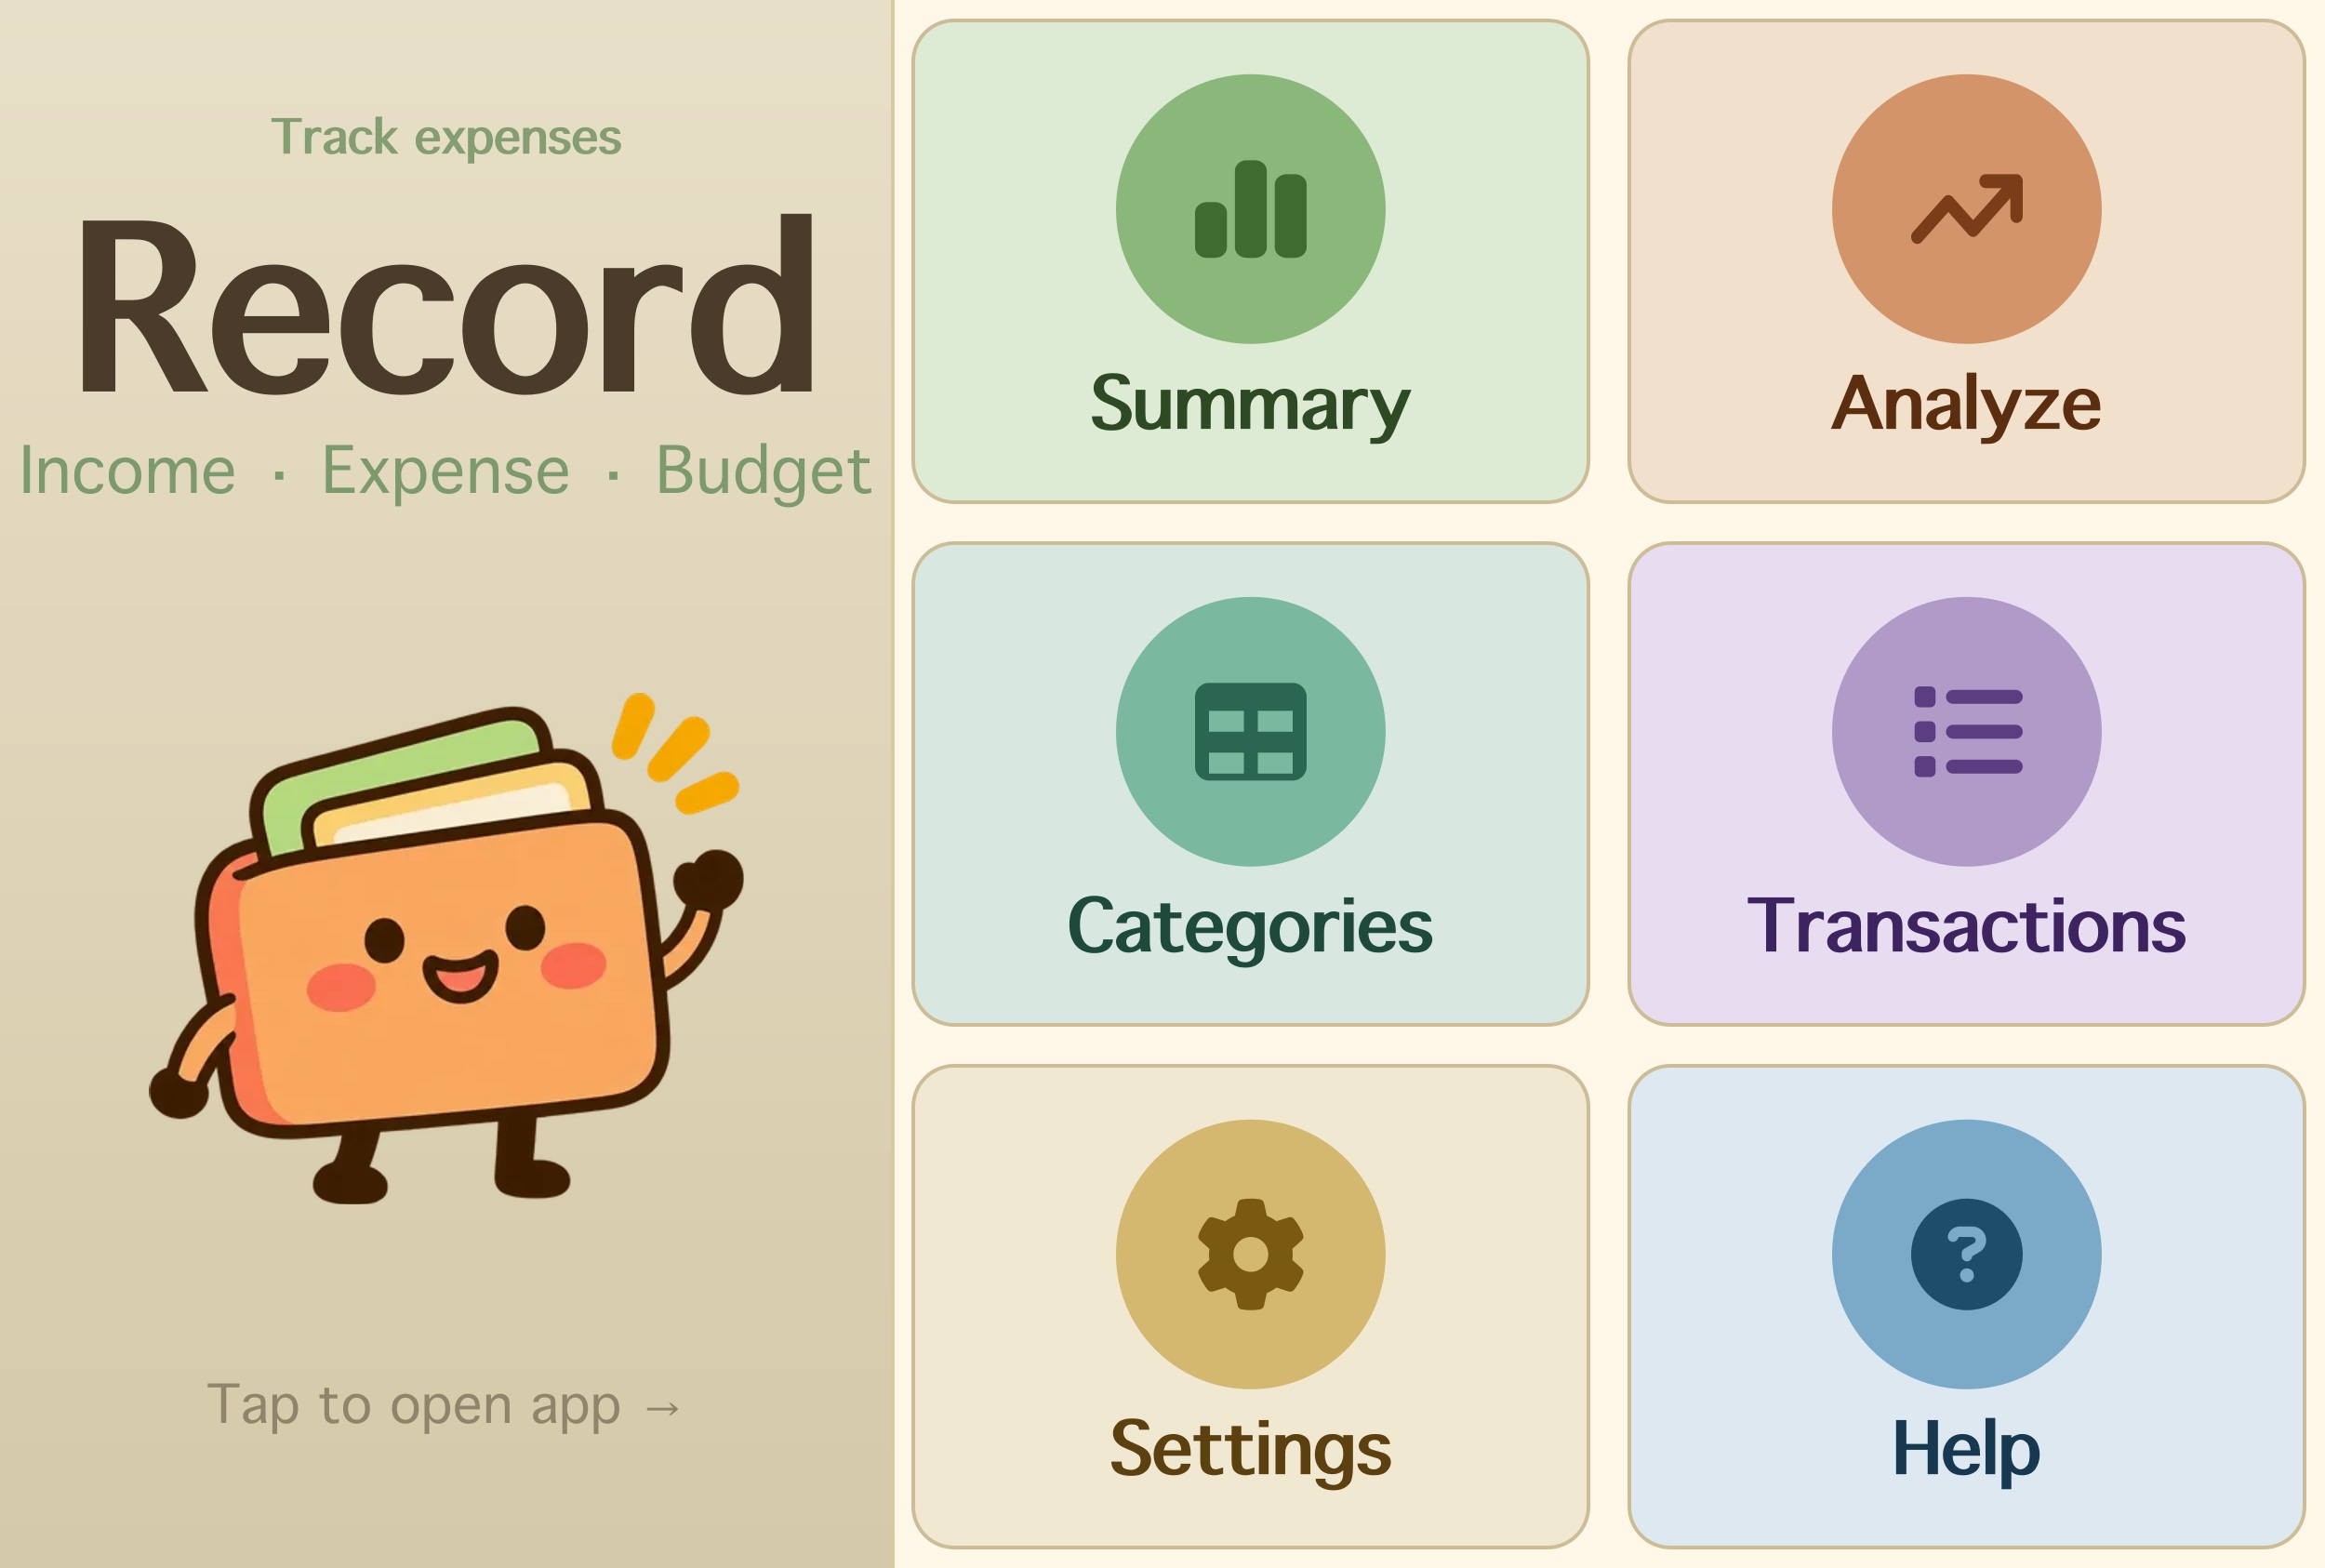 Track expenses
Record
Income · Expense · Budget
Tap to open app →
Summary
Analyze
Categories
Transactions
Settings
?
Help